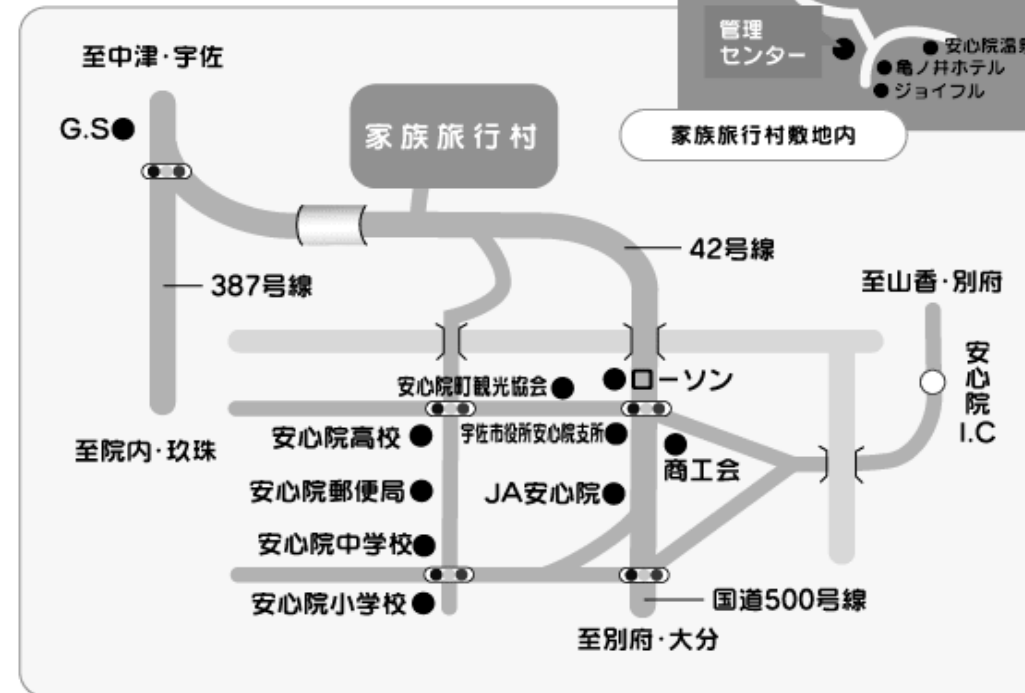 管理
センター
安心院温泉
亀ノ井ホテル
ジョイフル
家族旅行村敷地内
至中津·宇佐
G.S
家族旅行村
42号線
387号線
至山香·別府
安心院I.C
ローソン
安心院町観光協会
至院内·玖珠
安心院高校
宇佐市役所安心院支所
商工会
安心院郵便局
JA安心院
安心院中学校
安心院小学校
国道500号線
至別府·大分